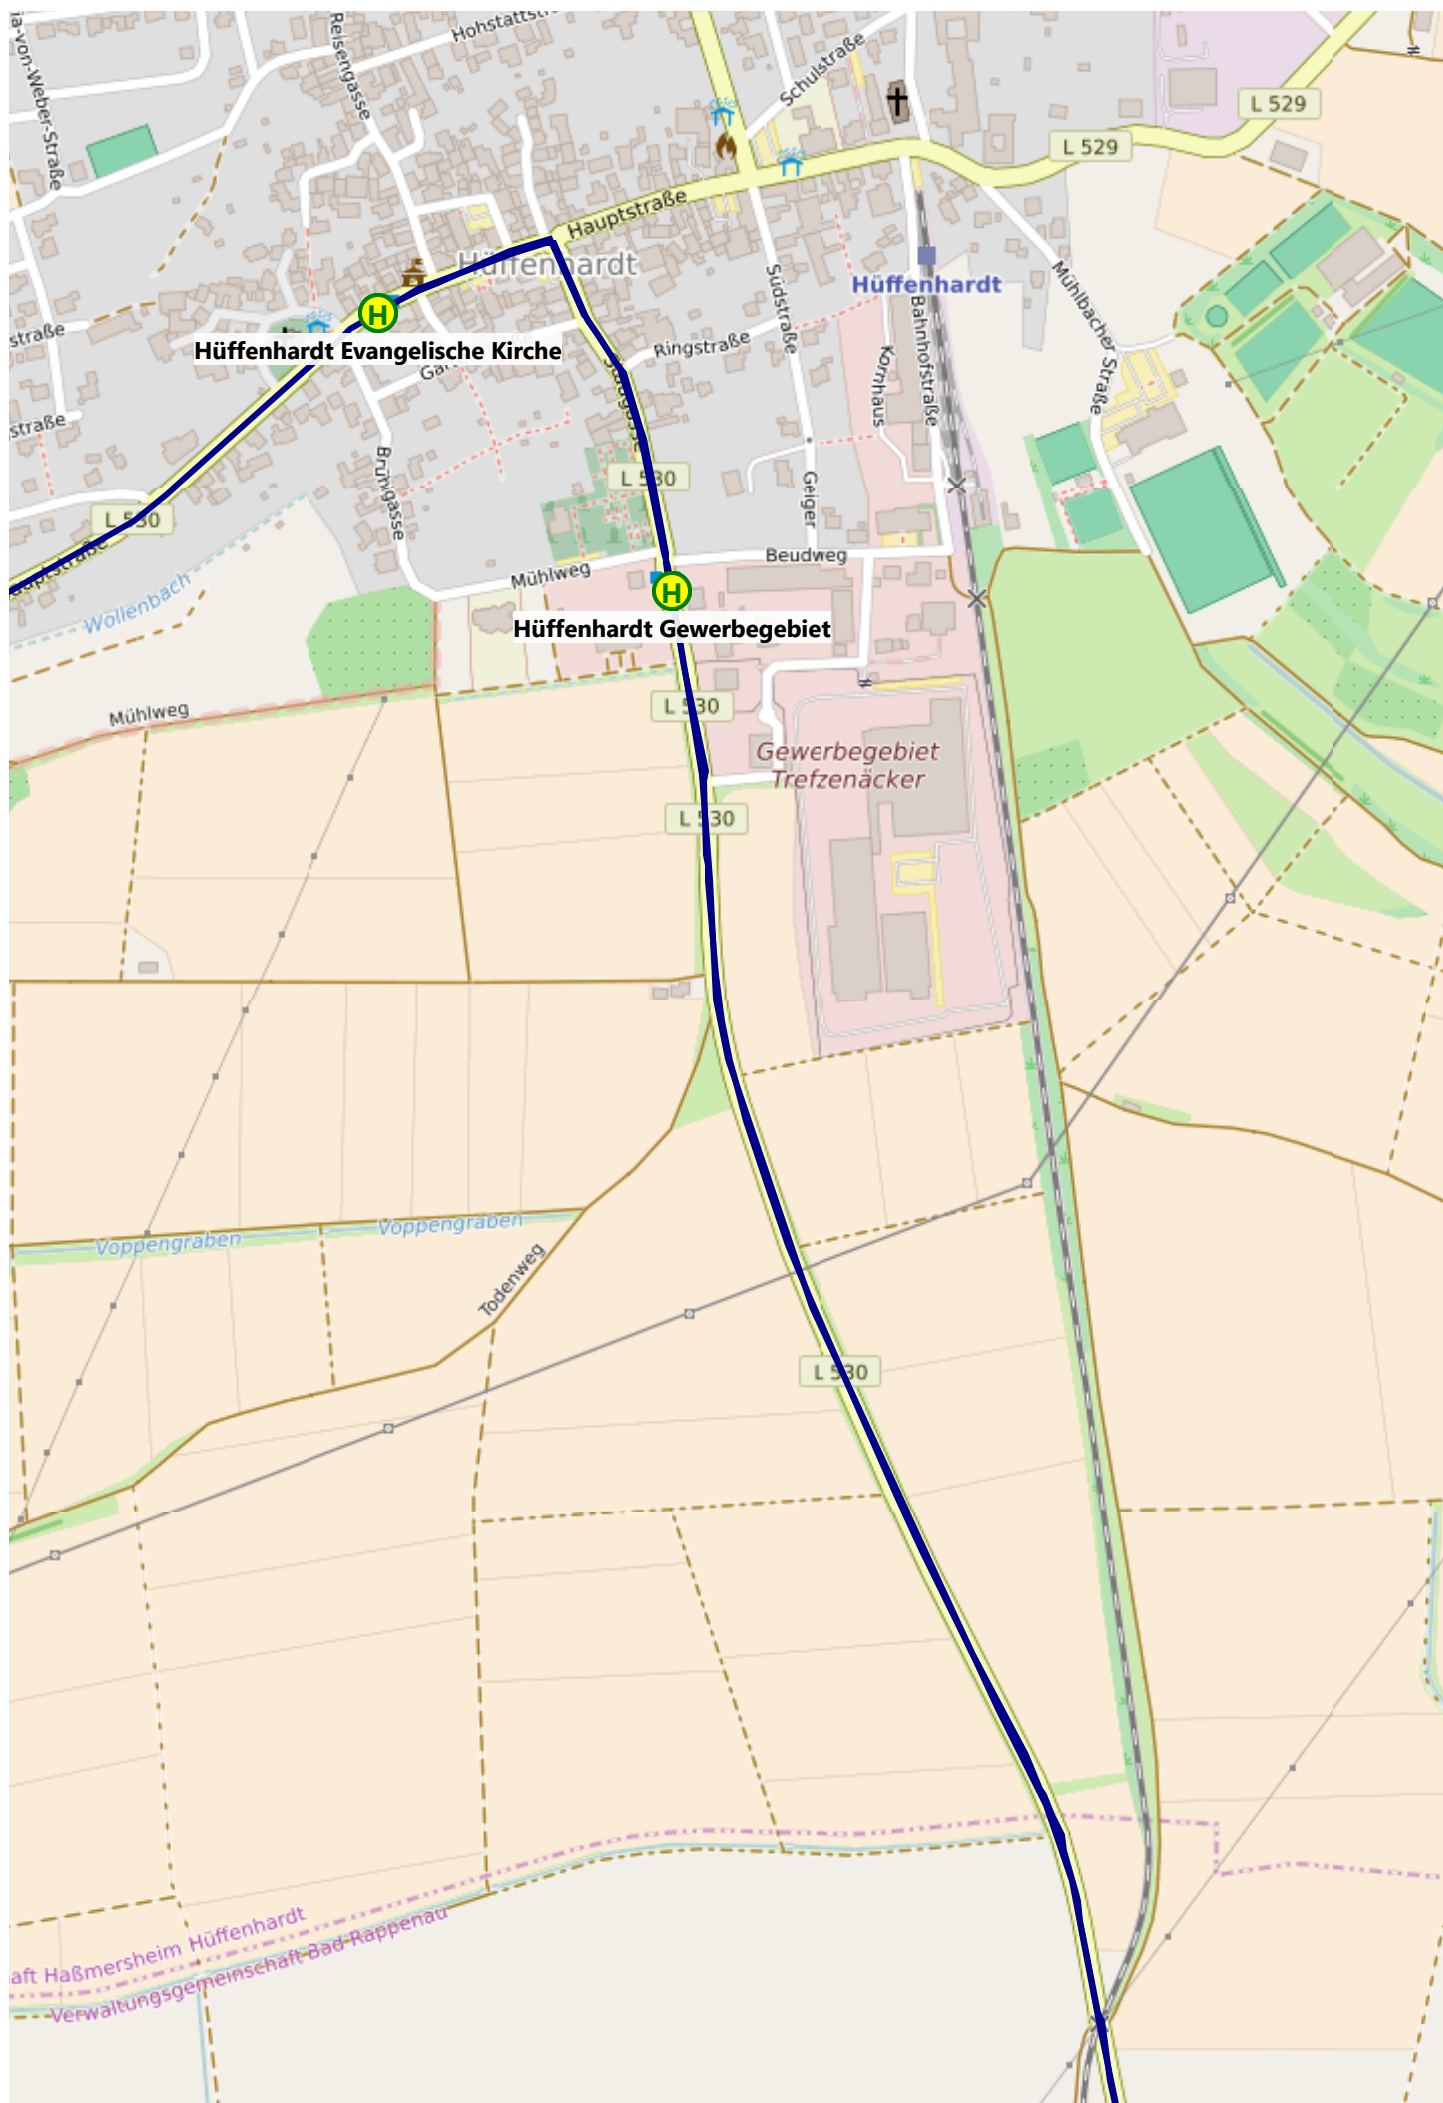 ia-von-Weber-Straße
Reisengasse
Hohstattstr
Schulstraße
L 529
L 529
Hauptstraße
Hüffenhardt
Südstraße
Hüffenhardt
Bahnhofstraße
Mühlbacher Straße
straße
H
Hüffenhardt Evangelische Kirche
Ringstraße
Kornhaus
straße
Brünigasse
L 530
Geiger
L 530
Beudweg
Mühlweg
Wollenbach
H
Hüffenhardt Gewerbegebiet
Mühlweg
L 530
Gewerbegebiet
Trefzenäcker
L 530
Voppengraben
Voppengraben
Todenweg
L 530
aft Haßmersheim Hüffenhardt
Verwaltungsgemeinschaft Bad Rappenau